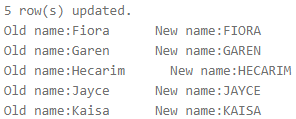 5 row(s) updated.
Old name:Fiora New name:FIORA
Old name:Garen New name:GAREN
Old name:Hecarim New name:HECARIM
Old name:Jayce New name:JAYCE
Old name:Kaisa New name:KAISA